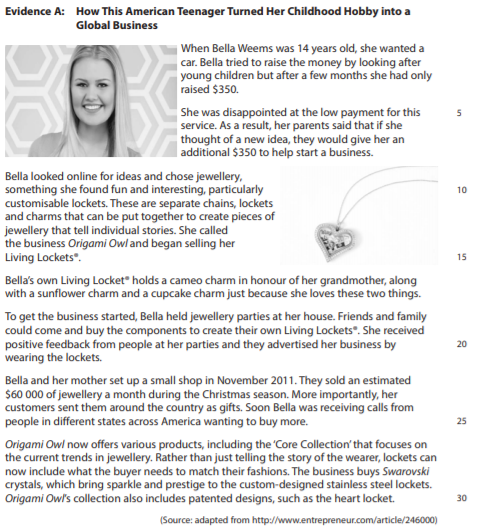 Evidence A: How This American Teenager Turned Her Childhood Hobby into a
Global Business
When Bella Weems was 14 years old, she wanted a
car. Bella tried to raise the money by looking after
young children but after a few months she had only
raised $350.
She was disappointed at the low payment for this 5
service. As a result, her parents said that if she
thought of a new idea, they would give her an
additional $350 to help start a business.
Bella looked online for ideas and chose jewellery,
something she found fun and interesting, particularly 10
customisable lockets. These are separate chains, lockets
and charms that can be put together to create pieces of
jewellery that tell individual stories. She called
the business Origami Owl and began selling her
Living Lockets®. 15
Bella's own Living Locket® holds a cameo charm in honour of her grandmother, along
with a sunflower charm and a cupcake charm just because she loves these two things.
To get the business started, Bella held jewellery parties at her house. Friends and family
could come and buy the components to create their own Living Lockets®. She received
positive feedback from people at her parties and they advertised her business by 20
wearing the lockets.
Bella and her mother set up a small shop in November 2011. They sold an estimated
$60 000 of jewellery a month during the Christmas season. More importantly, her
customers sent them around the country as gifts. Soon Bella was receiving calls from
people in different states across America wanting to buy more. 25
Origami Owl now offers various products, including the 'Core Collection' that focuses on
the current trends in jewellery. Rather than just telling the story of the wearer, lockets can
now include what the buyer needs to match their fashions. The business buys Swarovski
crystals, which bring sparkle and prestige to the custom-designed stainless steel lockets.
Origami Owl's collection also includes patented designs, such as the heart locket. 30
(Source: adapted from http://www.entrepreneur.com/article/246000)